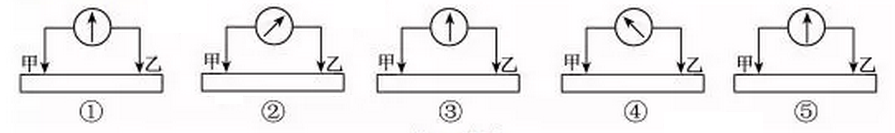 甲 乙 甲 乙 甲 乙 甲 乙 甲 乙
① ② ③ ④ ⑤